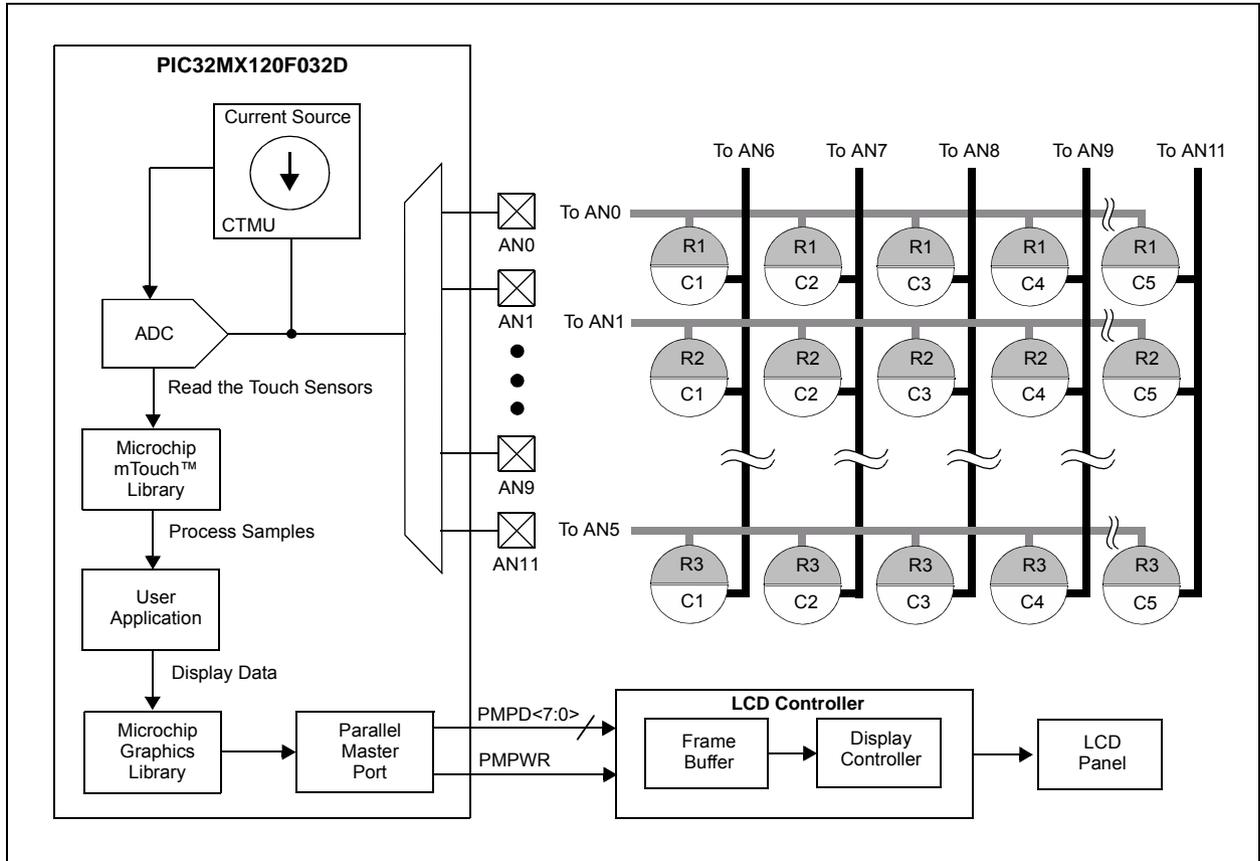 PIC32MX120F032D
Current Source
CTMU
ADC
Read the Touch Sensors
Microchip
mTouch™
Library
Process Samples
User
Application
Display Data
Microchip
Graphics
Library
Parallel
Master
Port
AN0
AN1
AN9
AN11
To AN6
To AN7
To AN8
To AN9
To AN11
To AN0
R1
R1
R1
R1
R1
C1
C2
C3
C4
C5
To AN1
R2
R2
R2
R2
R2
C1
C2
C3
C4
C5
To AN5
R3
R3
R3
R3
R3
C1
C2
C3
C4
C5
PMPD<7:0>
PMPWR
LCD Controller
Frame
Buffer
Display
Controller
LCD
Panel